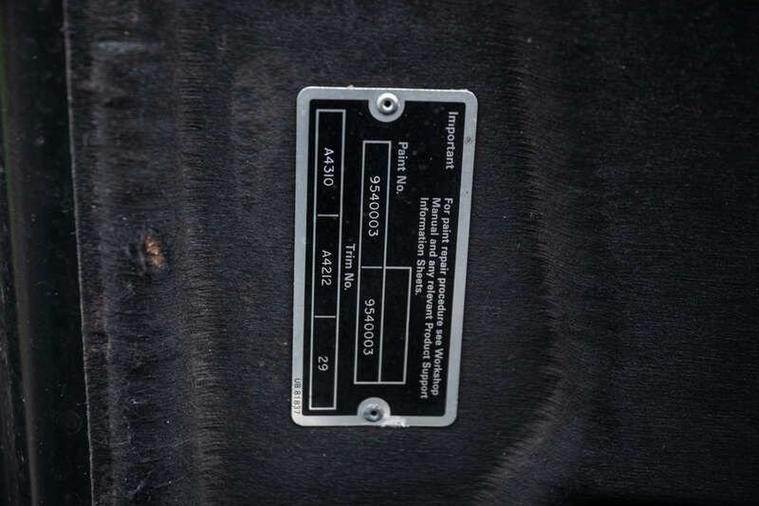 Important
For paint repair procedure see Workshop
Manual and any relevant Product Support
Information Sheets.
Paint No.
9540003 9540003
Trim No.
A4310 A4212 29
UB 81837